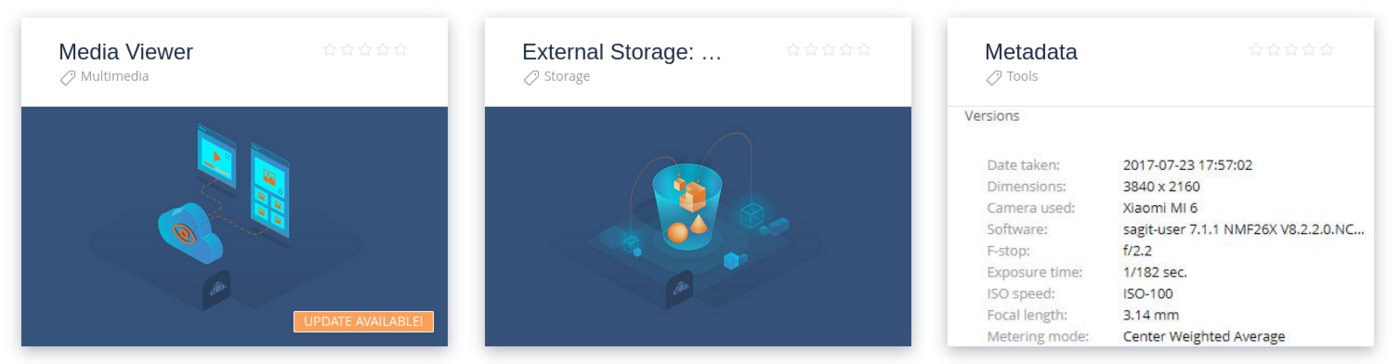 Media Viewer
Multimedia
UPDATE AVAILABLE!
External Storage: ...
Storage
Metadata
Tools
Versions
Date taken: 2017-07-23 17:57:02
Dimensions: 3840 x 2160
Camera used: Xiaomi MI 6
Software: sagit-user 7.1.1 NMF26X V8.2.2.0.NC...
F-stop: f/2.2
Exposure time: 1/182 sec.
ISO speed: ISO-100
Focal length: 3.14 mm
Metering mode: Center Weighted Average